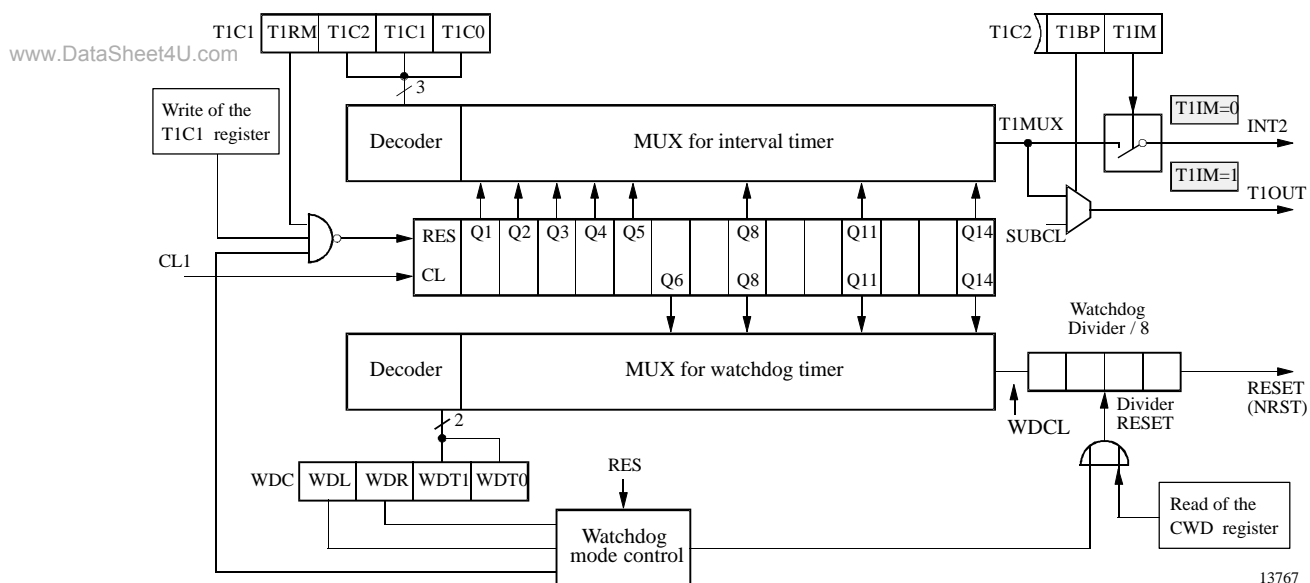 T1C1 T1RM T1C2 T1C1 T1C0
T1C2 T1BP T1IM
www.DataSheet4U.com
3
Write of the
T1C1 register
Decoder
MUX for interval timer
T1MUX
T1IM=0
INT2
T1IM=1
T1OUT
SUBCL
RES Q1 Q2 Q3 Q4 Q5 Q8 Q11 Q14
CL1
CL
Q6 Q8 Q11 Q14
Watchdog
Divider / 8
Decoder
MUX for watchdog timer
RESET
(NRST)
Divider
RESET
WDCL
2
WDC WDL WDR WDT1 WDT0
RES
Read of the
CWD register
Watchdog
mode control
13767